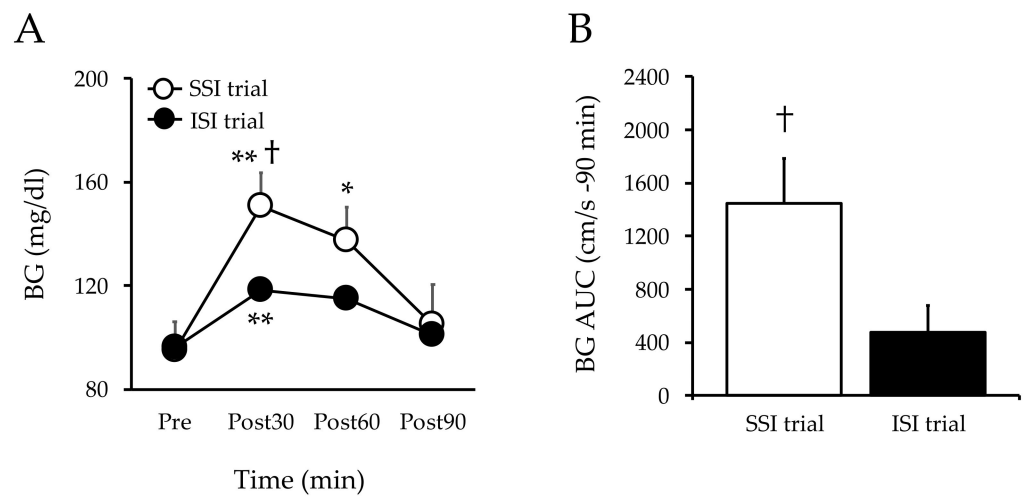 A
BG (mg/dl)
200
160
120
80
SSI trial
ISI trial
** †
*
**
Pre Post30 Post60 Post90
Time (min)
B
BG AUC (cm/s -90 min)
2400
2000
1600
1200
800
400
0
†
SSI trial ISI trial